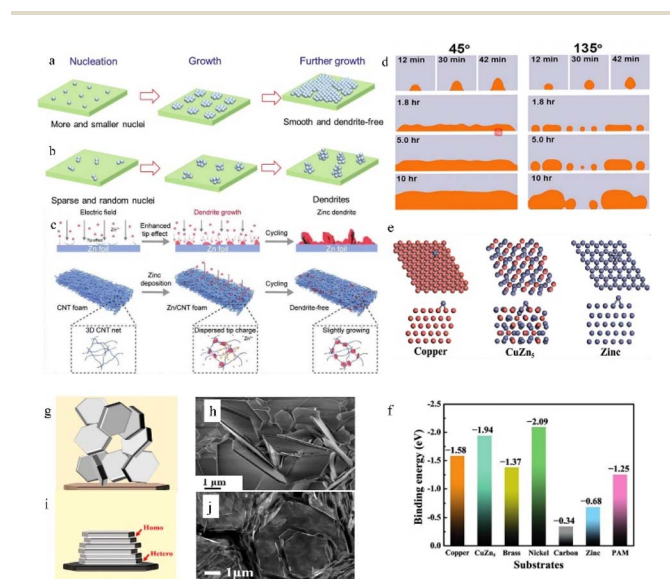 a Nucleation Growth Further growth
More and smaller nuclei Smooth and dendrite-free
b
Sparse and random nuclei Dendrites
c Electric field Dendrite growth Zinc dendrite
Zn²⁺
Enhanced
tip effect
Cycling
Zn foil Zn foil Zn foil
Zinc
deposition
Cycling
CNT foam Zn/CNT foam Dendrite-free
3D CNT net Dispersed tip charge Slightly growing
Zn²⁺
d 45° 135°
12 min 30 min 42 min 12 min 30 min 42 min
1.8 hr 1.8 hr
5.0 hr 5.0 hr
10 hr 10 hr
e
Copper CuZn₅ Zinc
g
h
1 μm
i
Homo
Hetero
j
1μm
f
Binding energy (eV)
-2.5
-2.0
-1.5
-1.0
-0.5
0.0
−1.58 −1.94 −1.37 −2.09 −0.34 −0.68 −1.25
Copper CuZn₅ Brass Nickel Carbon Zinc PAM
Substrates